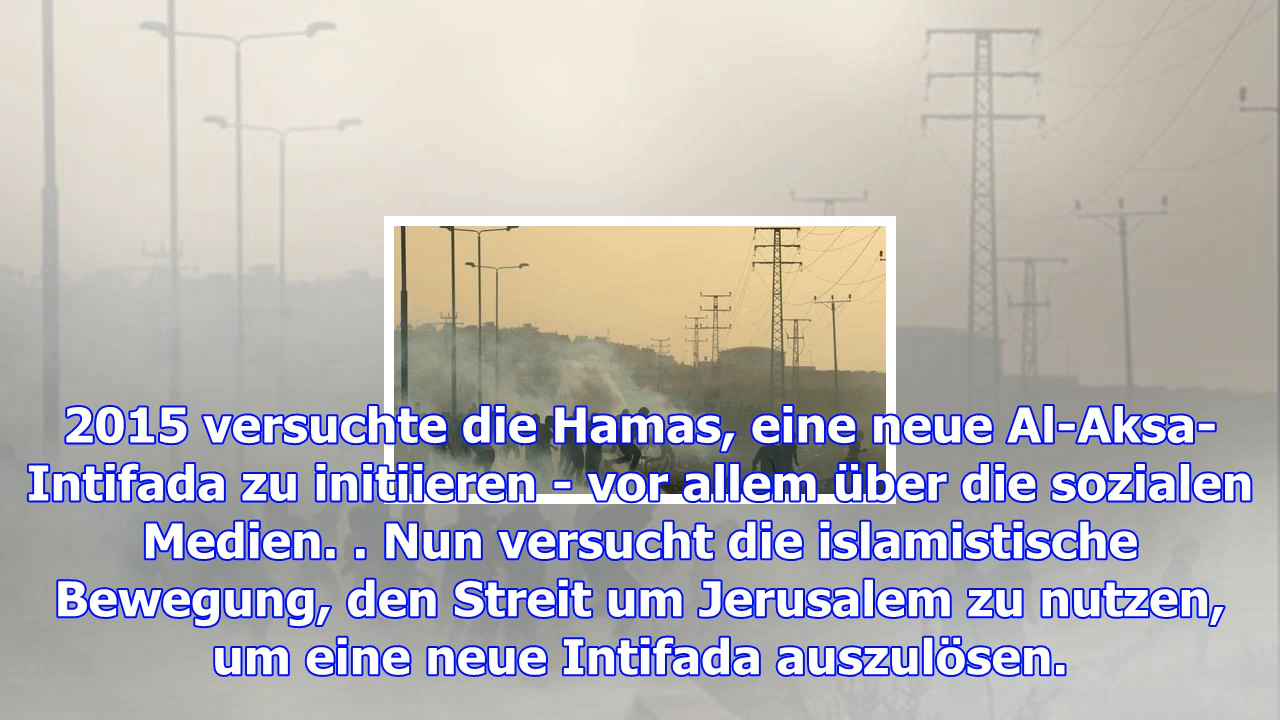 2015 versuchte die Hamas, eine neue Al-Aksa-
Intifada zu initiieren - vor allem über die sozialen
Medien. . Nun versucht die islamistische
Bewegung, den Streit um Jerusalem zu nutzen,
um eine neue Intifada auszulösen.